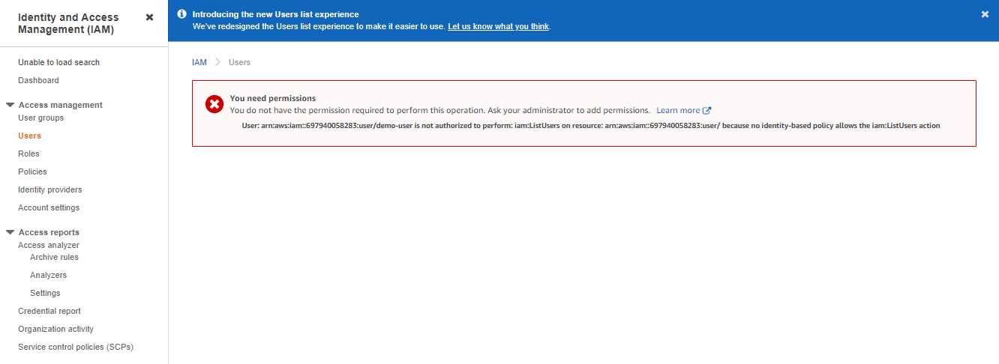 Identity and Access
Management (IAM)
Unable to load search
Dashboard
Access management
User groups
Users
Roles
Policies
Identity providers
Account settings
Access reports
Access analyzer
Archive rules
Analyzers
Settings
Credential report
Organization activity
Service control policies (SCPs)
Introducing the new Users list experience
We've redesigned the Users list experience to make it easier to use. Let us know what you think.
IAM > Users
You need permissions
You do not have the permission required to perform this operation. Ask your administrator to add permissions. Learn more
User: arn:aws:iam::697940058283:user/demo-user is not authorized to perform: iam:ListUsers on resource: arn:aws:iam::697940058283:user/ because no identity-based policy allows the iam:ListUsers action